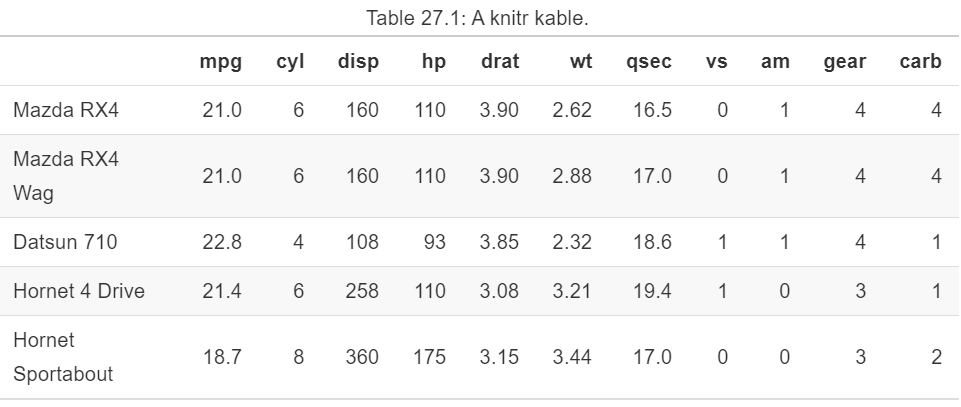 Table 27.1: A knitr kable.
mpg cyl disp hp drat wt qsec vs am gear carb
Mazda RX4 21.0 6 160 110 3.90 2.62 16.5 0 1 4 4
Mazda RX4
Wag 21.0 6 160 110 3.90 2.88 17.0 0 1 4 4
Datsun 710 22.8 4 108 93 3.85 2.32 18.6 1 1 4 1
Hornet 4 Drive 21.4 6 258 110 3.08 3.21 19.4 1 0 3 1
Hornet
Sportabout 18.7 8 360 175 3.15 3.44 17.0 0 0 3 2